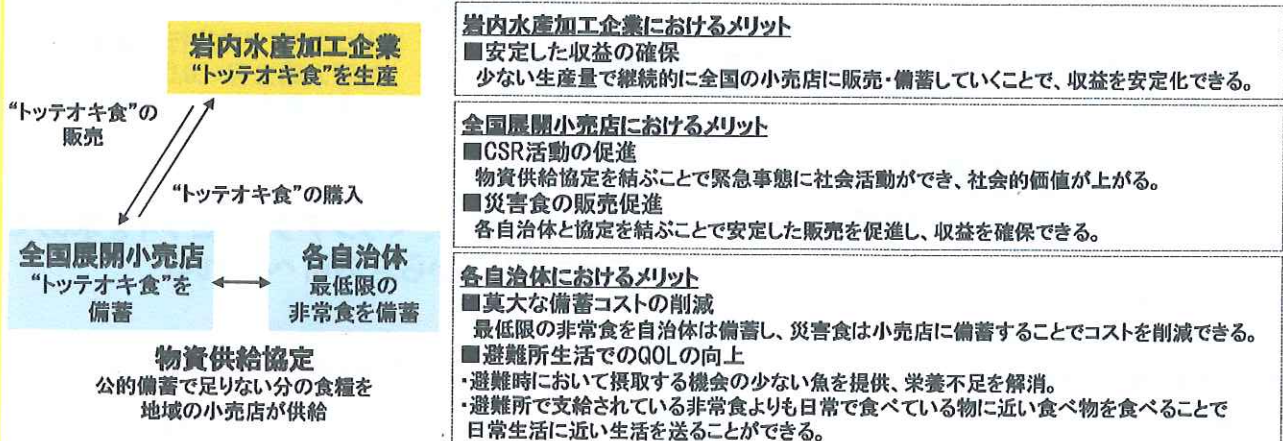 岩内水産加工企業
“トッテオキ食”を生産
“トッテオキ食”の
販売
“トッテオキ食”の購入
全国展開小売店
“トッテオキ食”を
備蓄
各自治体
最低限の
非常食を備蓄
物資供給協定
公的備蓄で足りない分の食糧を
地域の小売店が供給
岩内水産加工企業におけるメリット
■安定した収益の確保
少ない生産量で継続的に全国の小売店に販売・備蓄していくことで、収益を安定化できる。
全国展開小売店におけるメリット
■CSR活動の促進
物資供給協定を結ぶことで緊急事態に社会活動ができ、社会的価値が上がる。
■災害食の販売促進
各自治体と協定を結ぶことで安定した販売を促進し、収益を確保できる。
各自治体におけるメリット
■莫大な備蓄コストの削減
最低限の非常食を自治体は備蓄し、災害食は小売店に備蓄することでコストを削減できる。
■避難所生活でのQOLの向上
・避難時において摂取する機会の少ない魚を提供、栄養不足を解消。
・避難所で支給されている非常食よりも日常で食べている物に近い食べ物を食べることで
日常生活に近い生活を送ることができる。